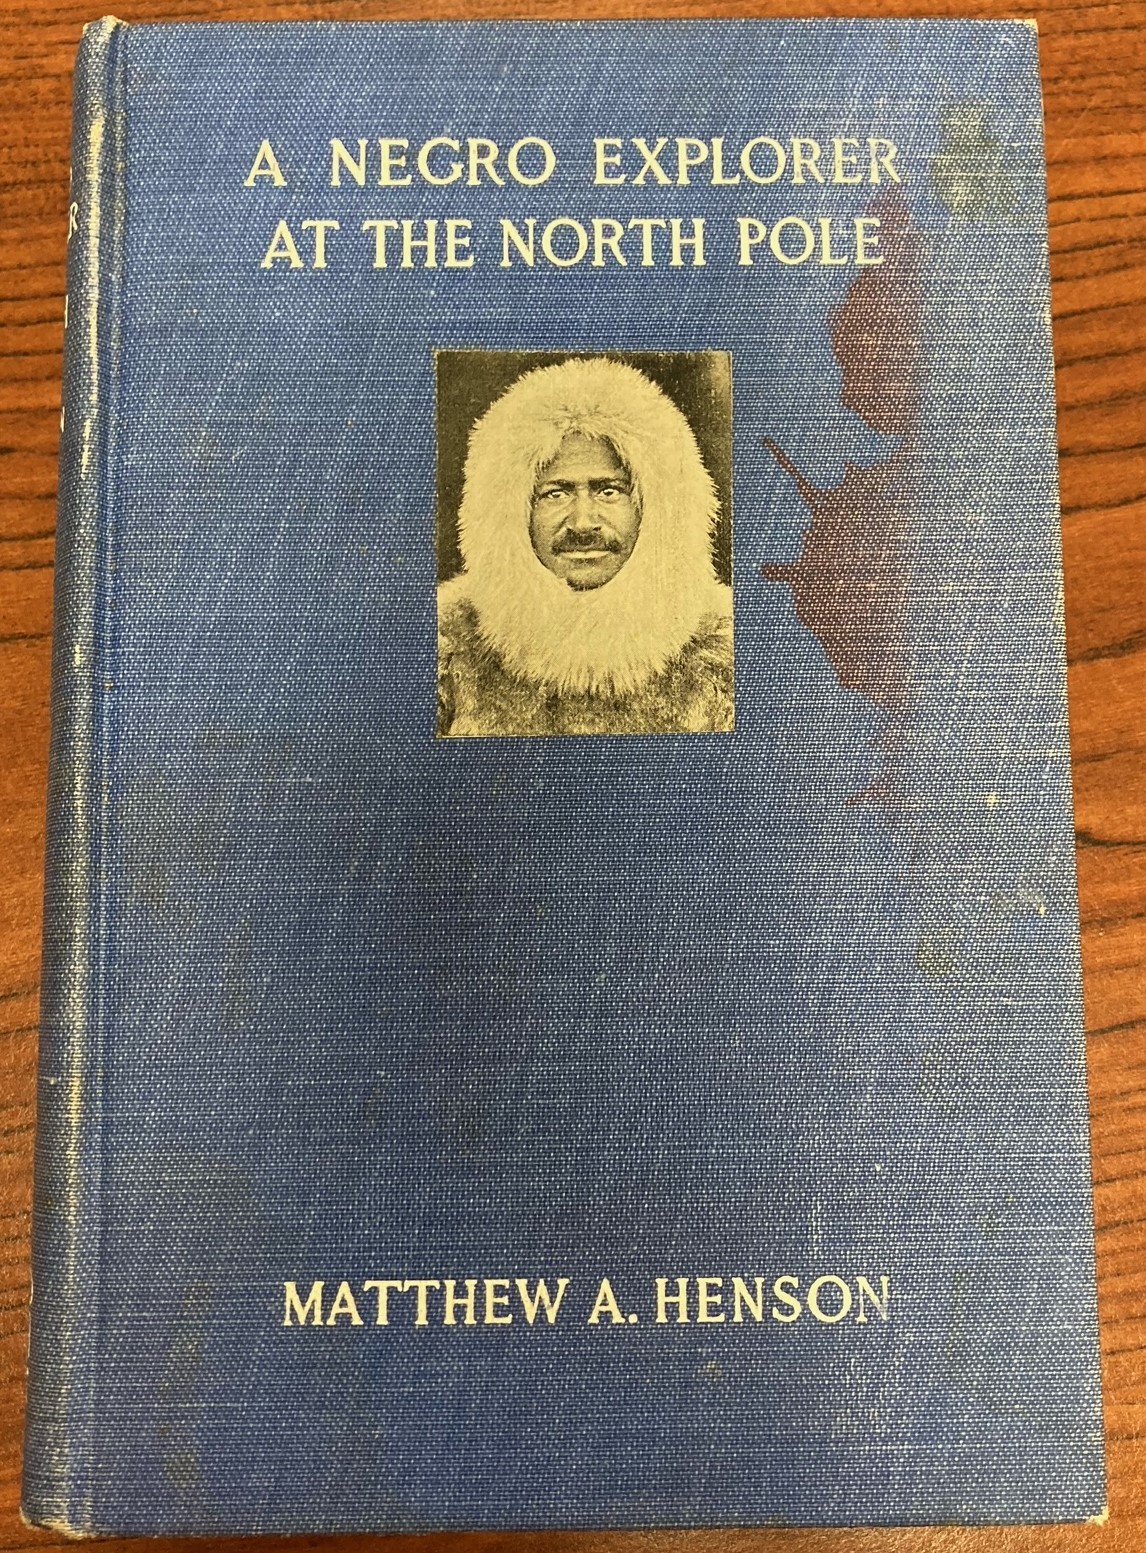 A NEGRO EXPLORER
AT THE NORTH POLE
MATTHEW A. HENSON